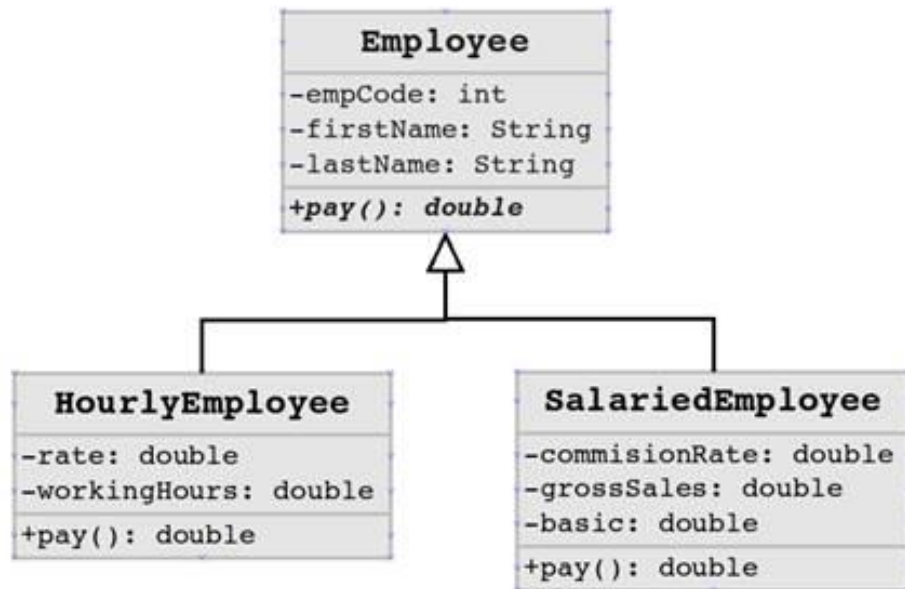 Employee
-empCode: int
-firstName: String
-lastName: String
+pay(): double
HourlyEmployee
-rate: double
-workingHours: double
+pay(): double
SalariedEmployee
-commisionRate: double
-grossSales: double
-basic: double
+pay(): double